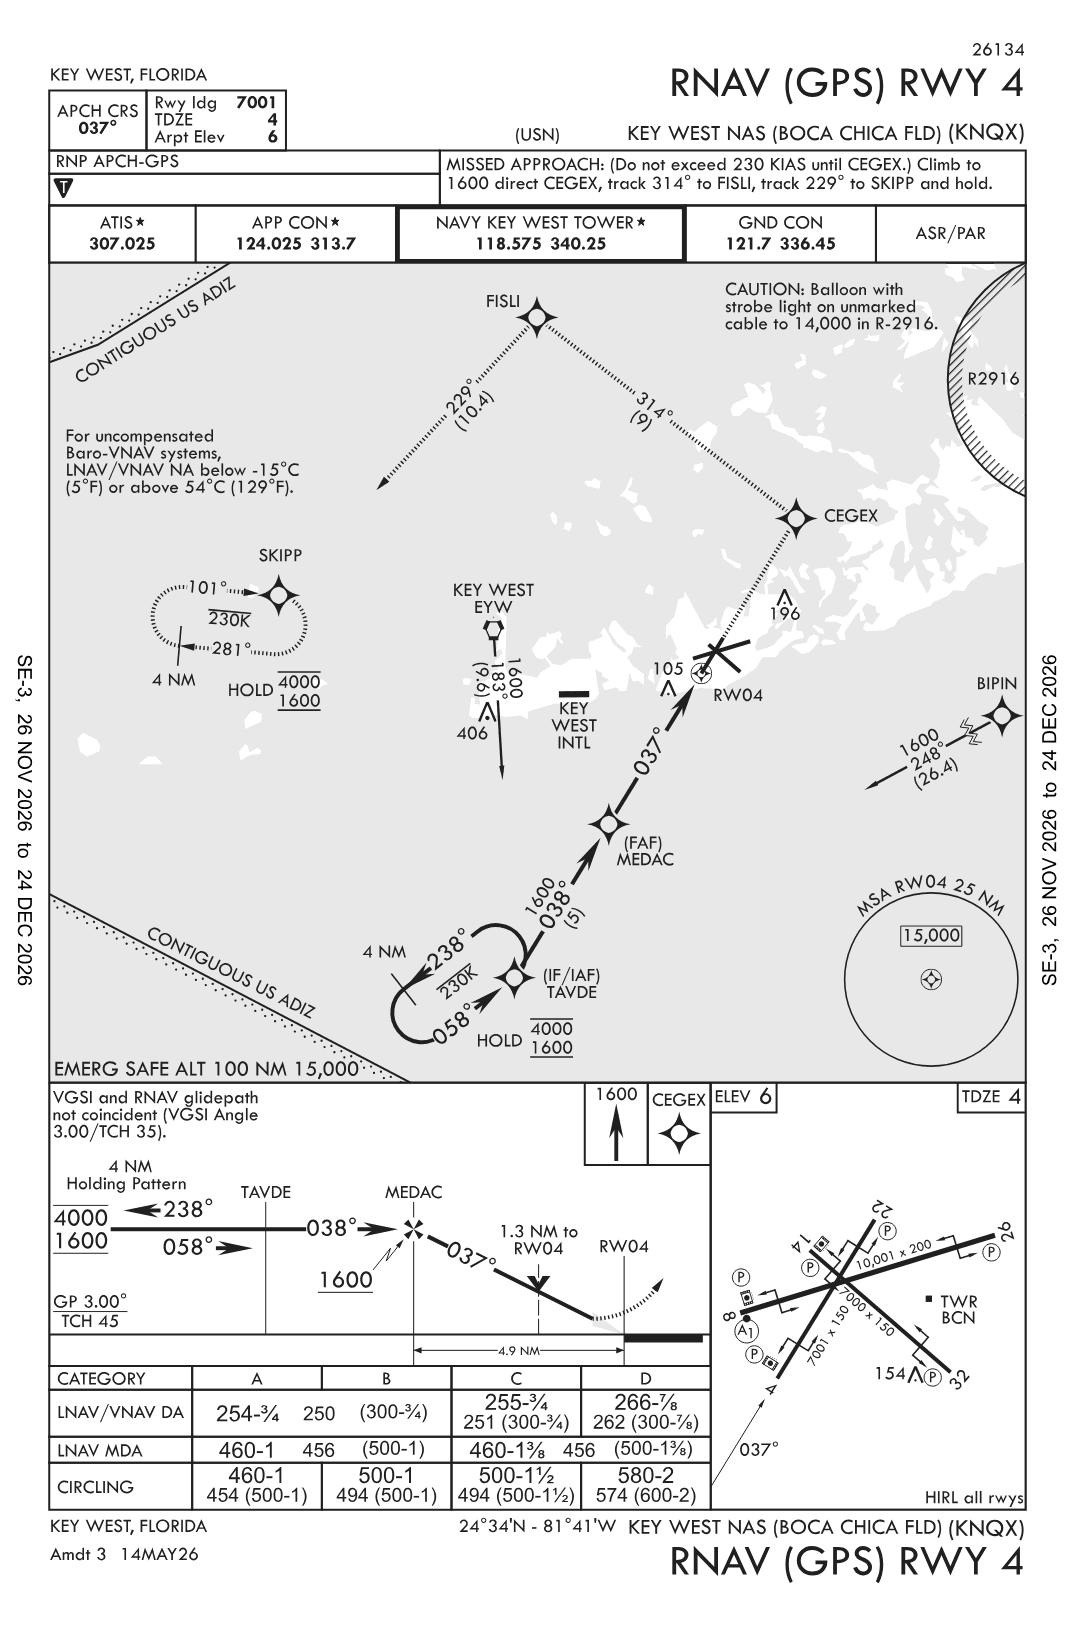 26134
KEY WEST, FLORIDA
RNAV (GPS) RWY 4
APCH CRS
037°
Rwy ldg 7001
TDZE 4
Arpt Elev 6
(USN)
KEY WEST NAS (BOCA CHICA FLD) (KNQX)
RNP APCH-GPS
T
MISSED APPROACH: (Do not exceed 230 KIAS until CEGEX.) Climb to
1600 direct CEGEX, track 314° to FISLI, track 229° to SKIPP and hold.
ATIS★
307.025
APP CON★
124.025 313.7
NAVY KEY WEST TOWER★
118.575 340.25
GND CON
121.7 336.45
ASR/PAR
CONTIGUOUS US ADIZ
FISLI
CAUTION: Balloon with
strobe light on unmarked
cable to 14,000 in R-2916.
R2916
229°
(10.4)
314°
(9)
For uncompensated
Baro-VNAV systems,
LNAV/VNAV NA below -15°C
(5°F) or above 54°C (129°F).
CEGEX
SKIPP
101°
230K
281°
4 NM
HOLD 4000
1600
KEY WEST
EYW
1600
183°
(9.6)
406
KEY
WEST
INTL
196
105
RW04
BIPIN
1600
248°
(26.4)
037°
(FAF)
MEDAC
1600
038°
(5)
4 NM
238°
230K
058°
(IF/IAF)
TAVDE
HOLD 4000
1600
MSA RW04 25 NM
15,000
CONTIGUOUS US ADIZ
EMERG SAFE ALT 100 NM 15,000
SE-3, 26 NOV 2026 to 24 DEC 2026
SE-3, 26 NOV 2026 to 24 DEC 2026
VGSI and RNAV glidepath
not coincident (VGSI Angle
3.00/TCH 35).
1600
CEGEX
4 NM
Holding Pattern
TAVDE
MEDAC
4000
1600
238°
058°
038°
037°
1600
1.3 NM to
RW04
RW04
GP 3.00°
TCH 45
4.9 NM
ELEV 6
TDZE 4
22
P
14
P
26
P
10,001 x 200
P
8
A1
P
7000 x 150
7001 x 150
TWR
BCN
154
P
32
4
037°
HIRL all rwys
CATEGORY A B C D
LNAV/VNAV DA 254-¾ 250 (300-¾) 255-¾ 251 (300-¾) 266-⅞ 262 (300-⅞)
LNAV MDA 460-1 456 (500-1) 460-1⅜ 456 (500-1⅜)
CIRCLING 460-1 454 (500-1) 500-1 494 (500-1) 500-1½ 494 (500-1½) 580-2 574 (600-2)
KEY WEST, FLORIDA
24°34'N - 81°41'W KEY WEST NAS (BOCA CHICA FLD) (KNQX)
Amdt 3 14MAY26
RNAV (GPS) RWY 4